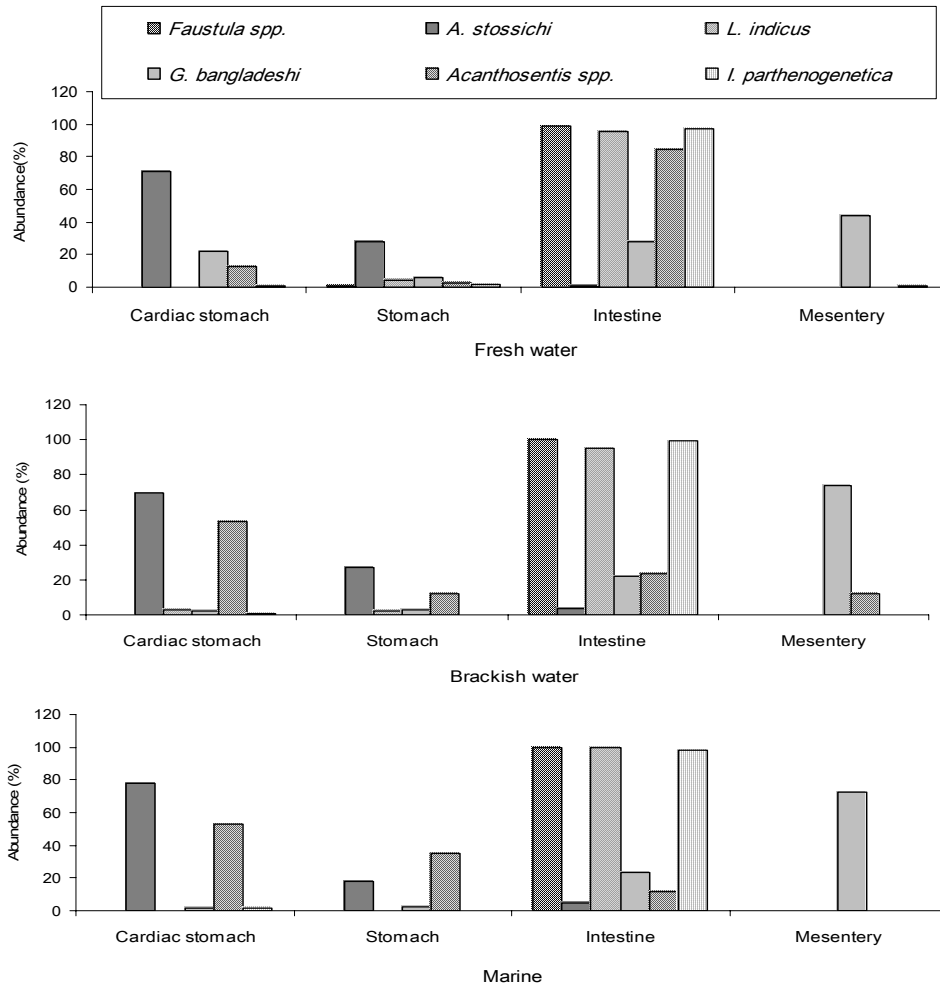 Faustula spp. A. stossichi L. indicus
G. bangladeshi Acanthosentis spp. I. parthenogenetica
Abundance(%)
120
100
80
60
40
20
0
Cardiac stomach Stomach Intestine Mesentery
Fresh water
Abundance (%)
120
100
80
60
40
20
0
Cardiac stomach Stomach Intestine Mesentery
Brackish water
Abundance (%)
120
100
80
60
40
20
0
Cardiac stomach Stomach Intestine Mesentery
Marine